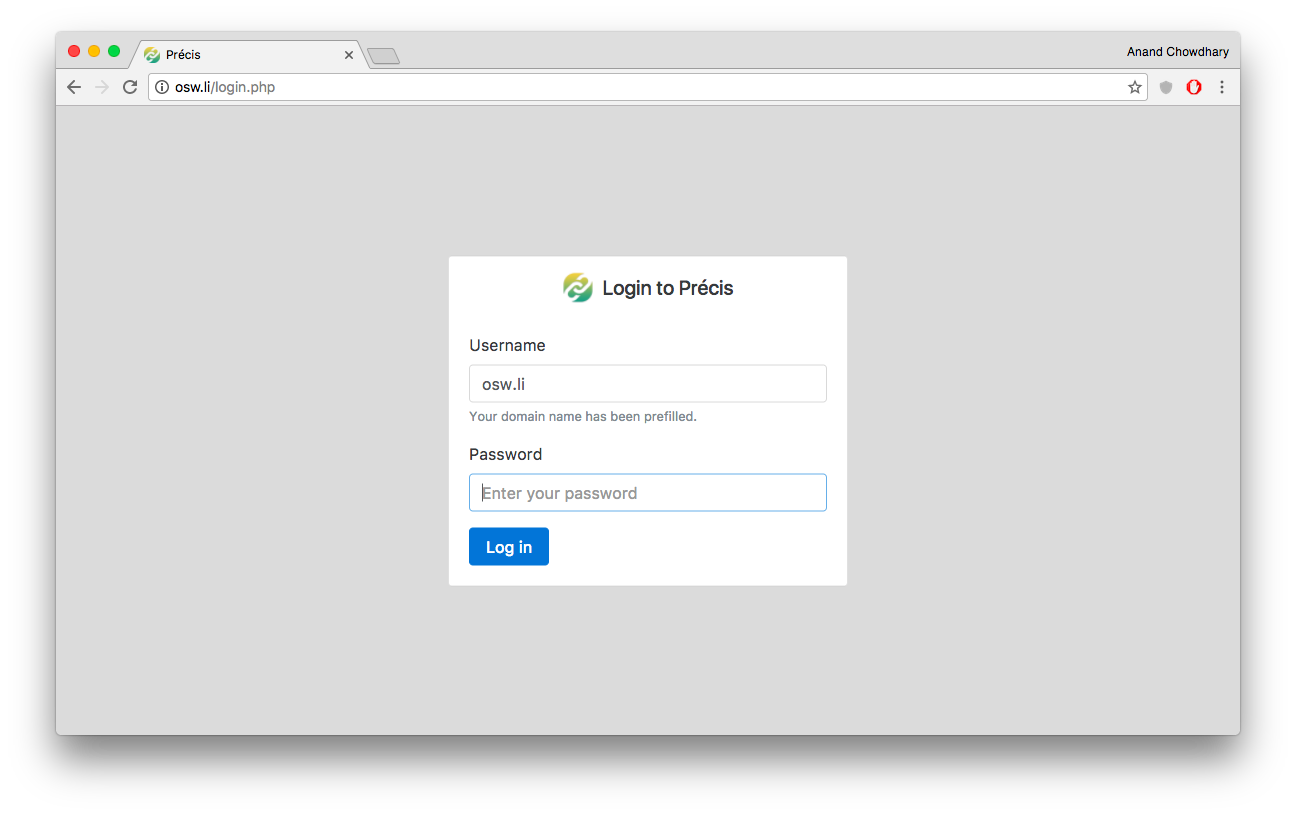 Précis
Anand Chowdhary
osw.li/login.php
Login to Précis
Username
osw.li
Your domain name has been prefilled.
Password
Enter your password
Log in